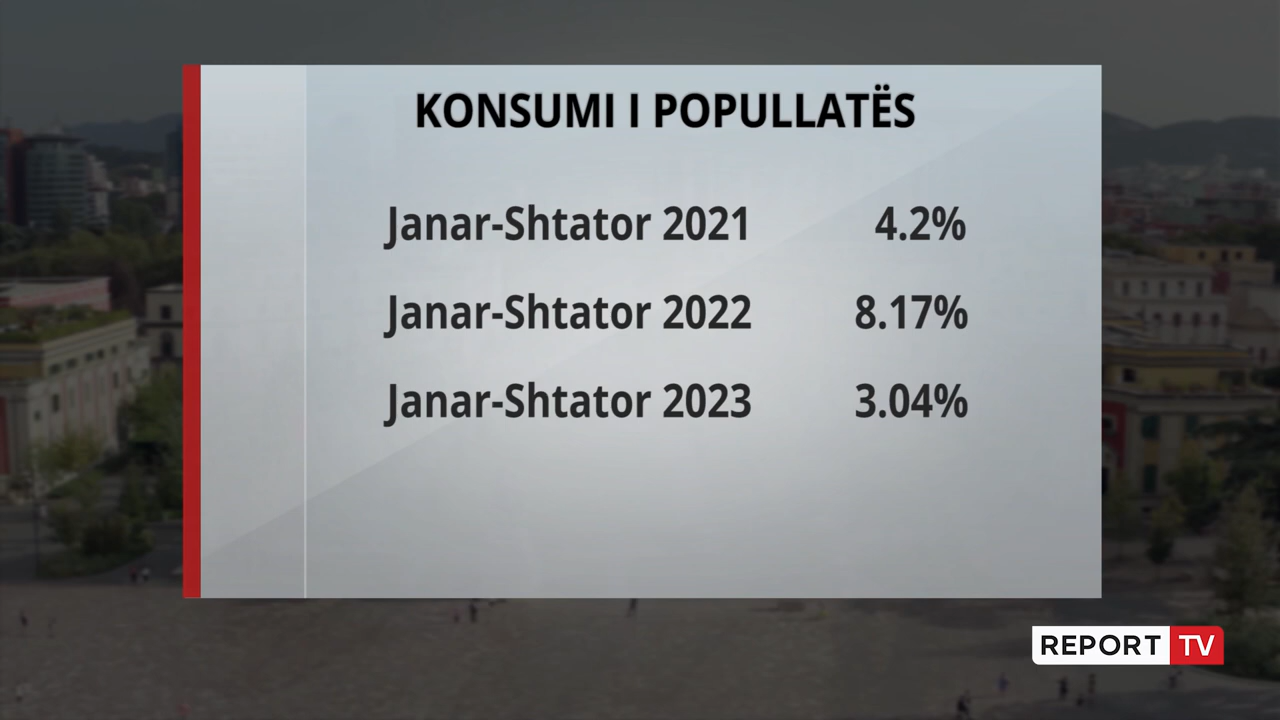 KONSUMI I POPULLATËS
Janar-Shtator 2021 4.2%
Janar-Shtator 2022 8.17%
Janar-Shtator 2023 3.04%
REPORT TV